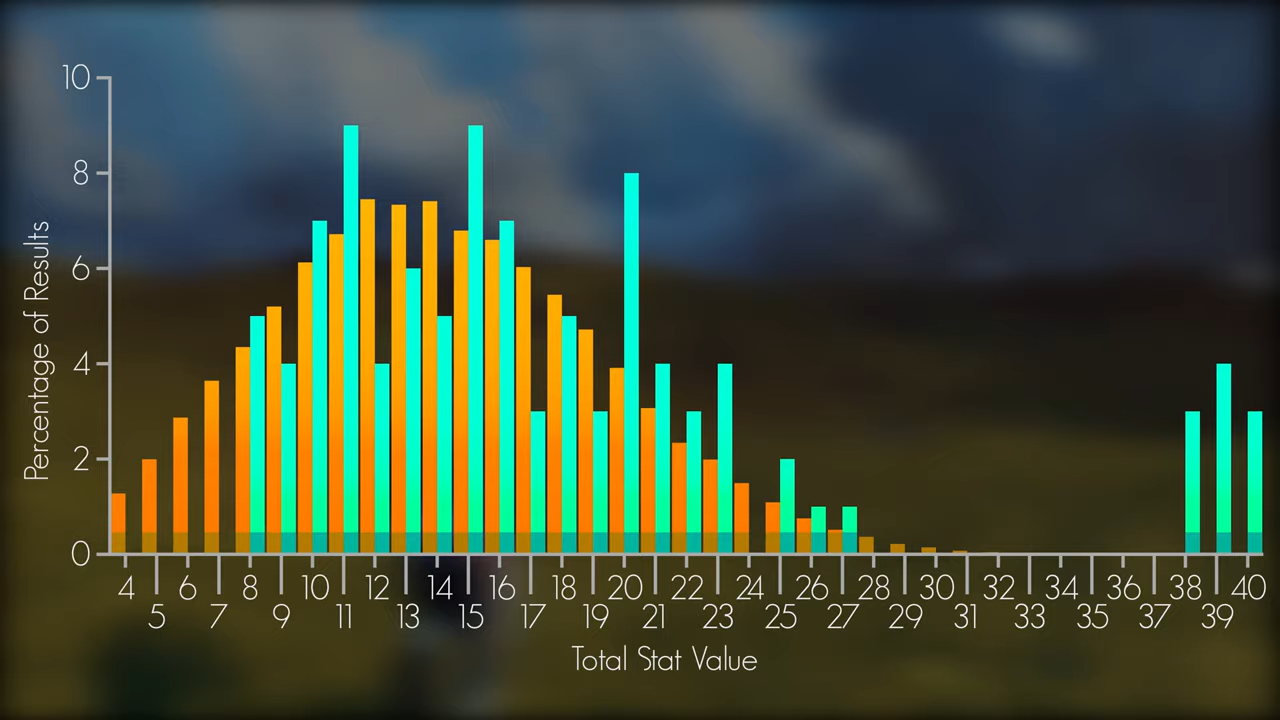 10
8
6
4
2
0
Percentage of Results
4 6 8 10 12 14 16 18 20 22 24 26 28 30 32 34 36 38 40
5 7 9 11 13 15 17 19 21 23 25 27 29 31 33 35 37 39
Total Stat Value